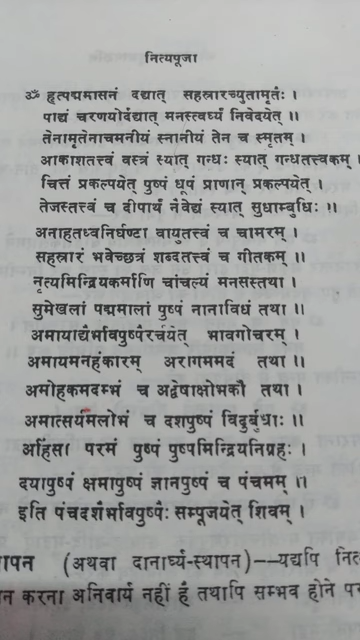 नित्यपूजा
ॐ हृत्पद्ममासनं दद्यात् सहस्रारच्युतामृतैः ।
पाद्यं चरणयोर्दद्यात् मनस्त्वर्घ्यं निवेदयेत् ॥
तेनामृतेनाचमनीयं स्नानीयं तेन च स्मृतम् ।
आकाशतत्त्वं वस्त्रं स्यात् गन्धः स्यात् गन्धतत्त्वकम् ।
चित्तं प्रकल्पयेत् पुष्पं धूपं प्राणान् प्रकल्पयेत् ।
तेजस्तत्त्वं च दीपार्थं नैवेद्यं स्यात् सुधाम्बुधिः ॥
अनाहतध्वनिर्घण्टा वायुतत्त्वं च चामरम् ।
सहस्रारं भवेच्छत्रं शब्दतत्त्वं च गीतकम् ॥
नृत्यमिन्द्रियकर्माणि चांचल्यं मनसस्तथा ।
सुमेखलां पद्ममालां पुष्पं नानाविधं तथा ॥
अमायाद्यैर्भावपुष्पैरर्चयेत् भावगोचरम् ।
अमायमनहंकारम् अरागममदं तथा ॥
अमोहकमदम्भं च अद्वेषाक्षोभकौ तथा ।
अमात्सर्यमलोभं च दशपुष्पं विदुर्बुधाः ॥
अहिंसा परमं पुष्पं पुष्पमिन्द्रियनिग्रहः ।
दयापुष्पं क्षमापुष्पं ज्ञानपुष्पं च पंचमम् ॥
इति पंचदशैर्भावपुष्पैः सम्पूजयेत् शिवम् ।
ापन (अथवा दानार्घ्य-स्थापन)—यद्यपि नित
न करना अनिवार्य नहीं है तथापि सम्भव होने पर